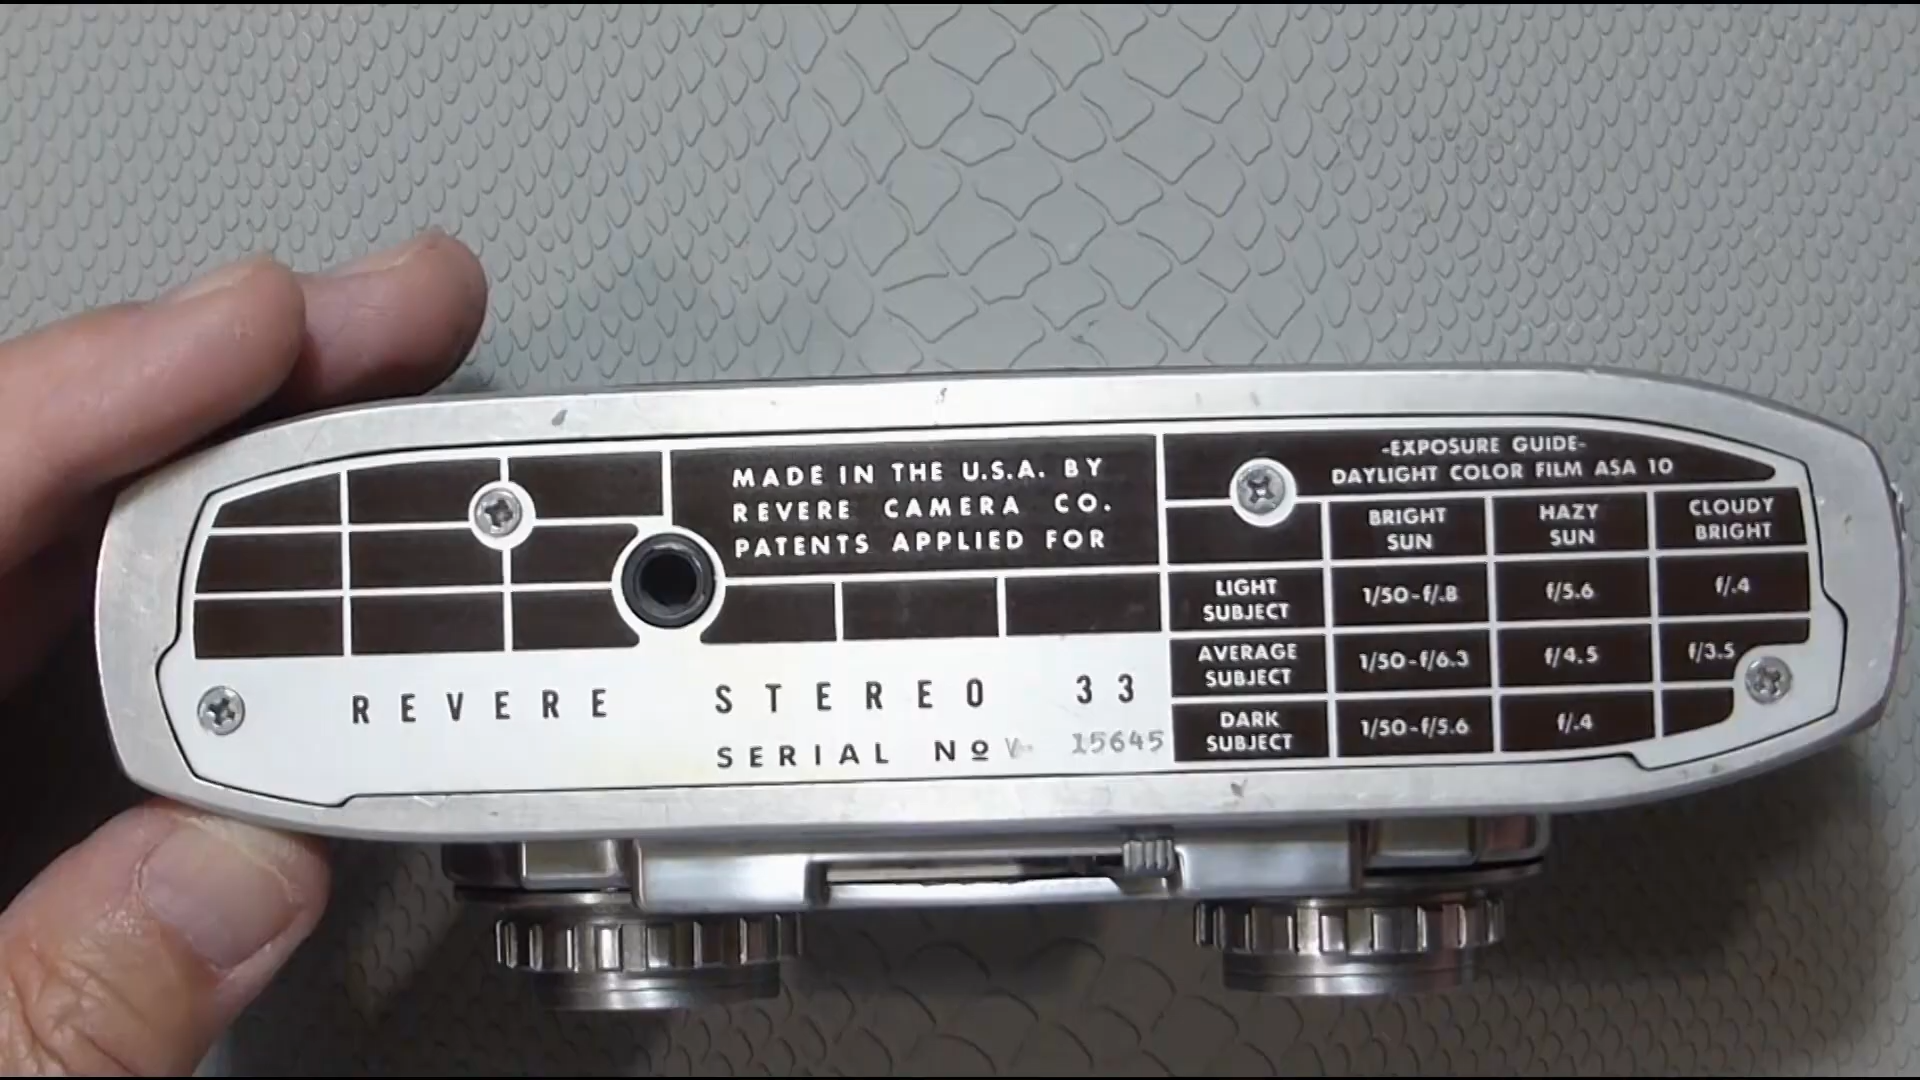 MADE IN THE U.S.A. BY
REVERE CAMERA CO.
PATENTS APPLIED FOR
REVERE STEREO 33
SERIAL Nº V- 15645
-EXPOSURE GUIDE-
DAYLIGHT COLOR FILM ASA 10
BRIGHT SUN HAZY SUN CLOUDY BRIGHT
LIGHT SUBJECT 1/50-f/.8 f/5.6 f/.4
AVERAGE SUBJECT 1/50-f/6.3 f/4.5 f/3.5
DARK SUBJECT 1/50-f/5.6 f/.4